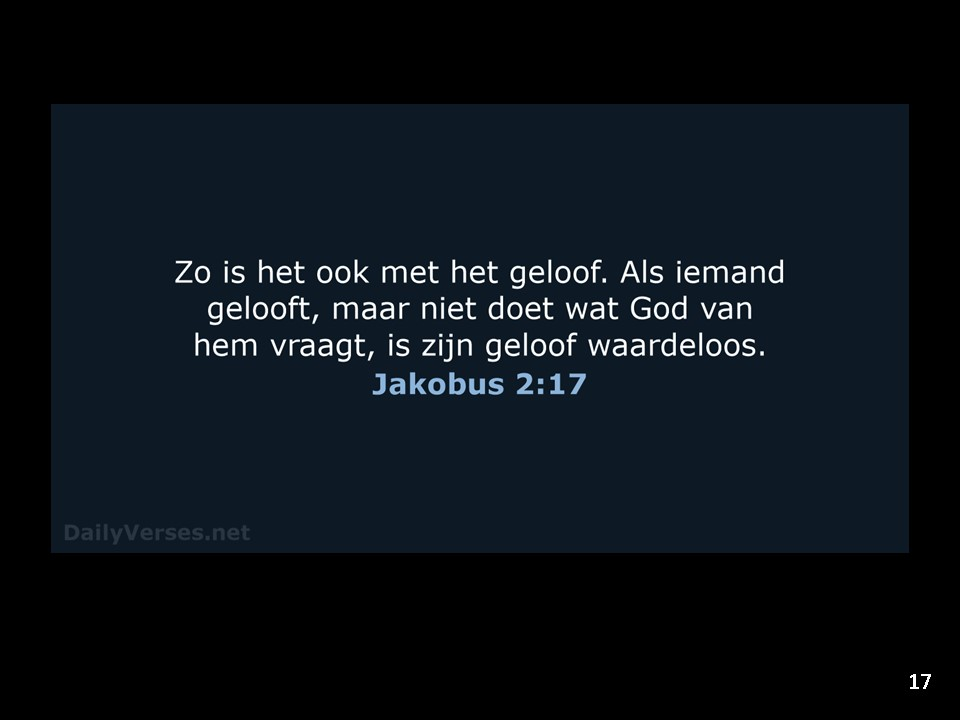 Zo is het ook met het geloof. Als iemand
gelooft, maar niet doet wat God van
hem vraagt, is zijn geloof waardeloos.
Jakobus 2:17
DailyVerses.net
17